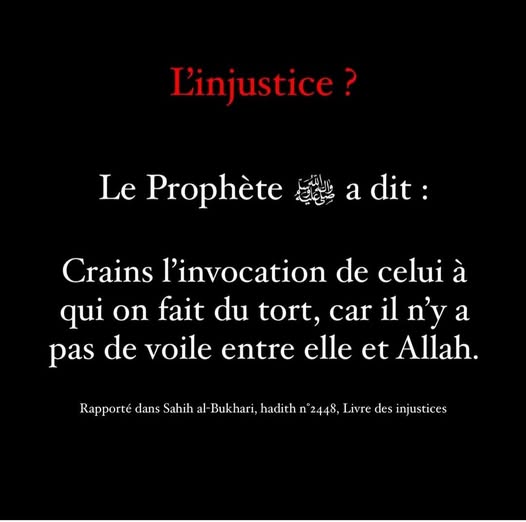 L'injustice ?
Le Prophète ﷺ a dit :
Crains l'invocation de celui à
qui on fait du tort, car il n'y a
pas de voile entre elle et Allah.
Rapporté dans Sahih al-Bukhari, hadith n°2448, Livre des injustices